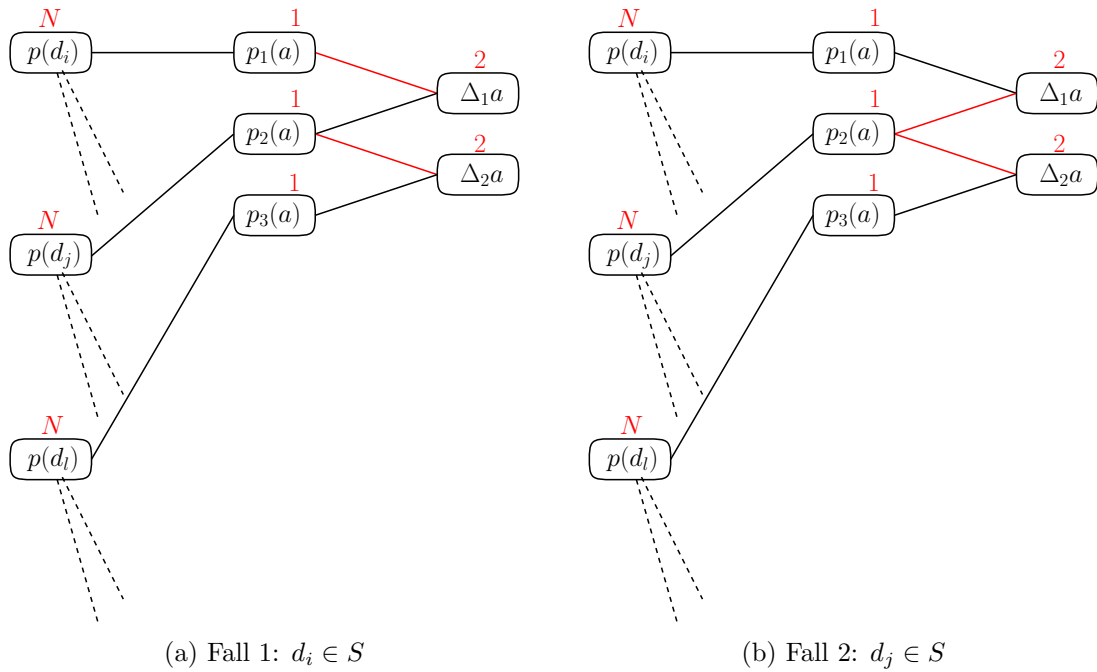 N
1
p(d_i)
p_1(a)
2
Δ_1a
1
p_2(a)
2
Δ_2a
1
p_3(a)
N
p(d_j)
N
p(d_l)
(a) Fall 1: d_i ∈ S
N
1
p(d_i)
p_1(a)
2
Δ_1a
1
p_2(a)
2
Δ_2a
1
p_3(a)
N
p(d_j)
N
p(d_l)
(b) Fall 2: d_j ∈ S